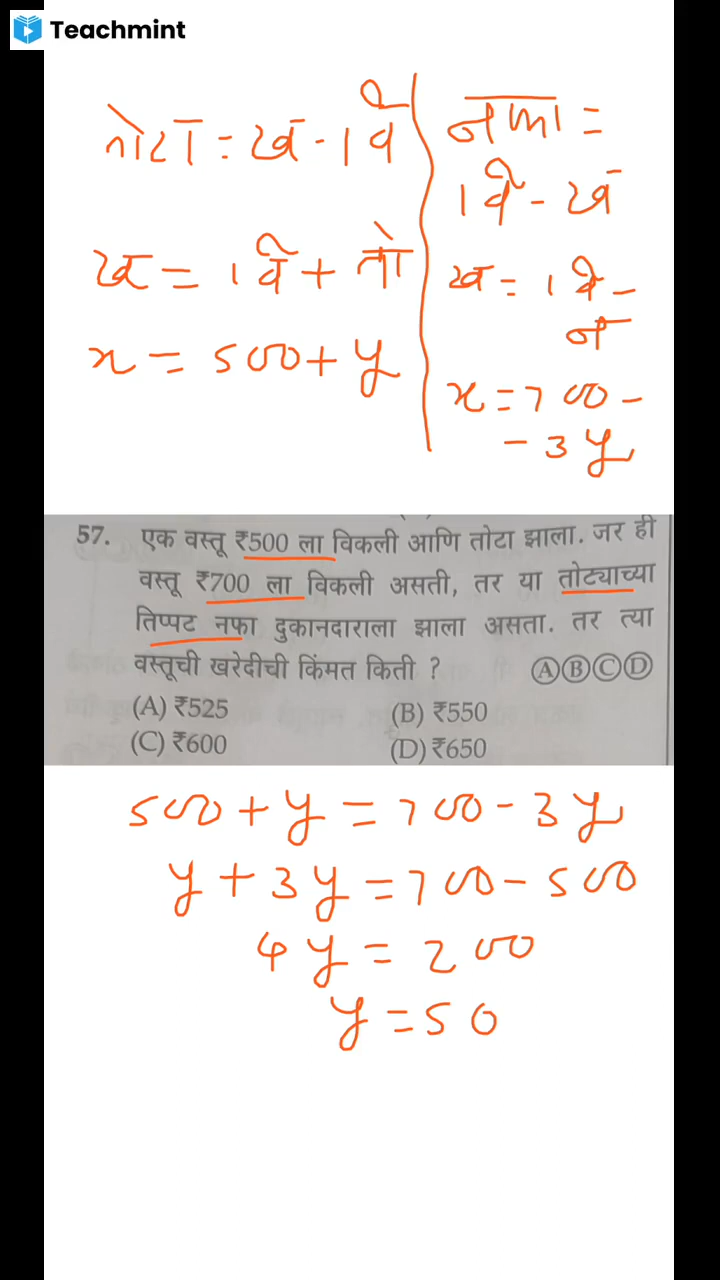 Teachmint
तोटा = ख - वि
ख = वि + तो
x = 500 + y
नफा =
वि - ख
ख = वि -
न
x = 700 -
- 3y
57. एक वस्तू ₹500 ला विकली आणि तोटा झाला. जर ही
वस्तू ₹700 ला विकली असती, तर या तोट्याच्या
तिप्पट नफा दुकानदाराला झाला असता. तर त्या
वस्तूची खरेदीची किंमत किती ? Ⓐ Ⓑ Ⓒ Ⓓ
(A) ₹525 (B) ₹550
(C) ₹600 (D) ₹650
500 + y = 700 - 3y
y + 3y = 700 - 500
4y = 200
y = 50